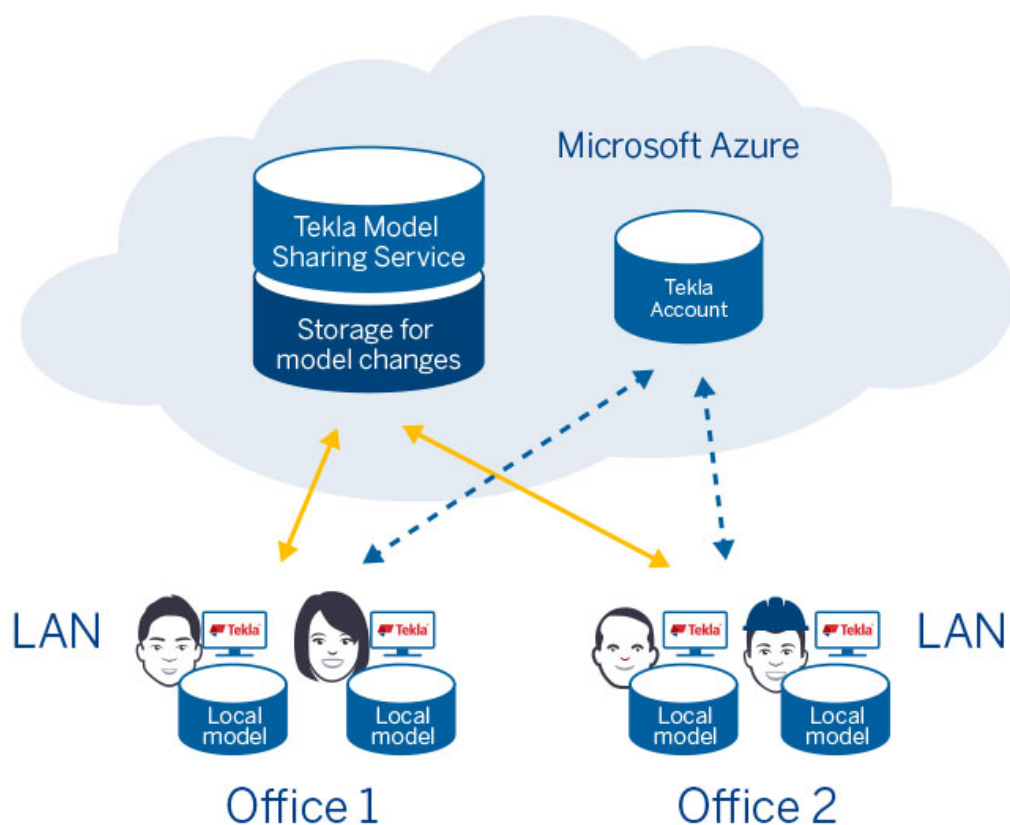 Microsoft Azure
Tekla Model
Sharing Service
Storage for
model changes
Tekla
Account
LAN
Tekla
Tekla
Tekla
Tekla
LAN
Local
model
Local
model
Local
model
Local
model
Office 1
Office 2